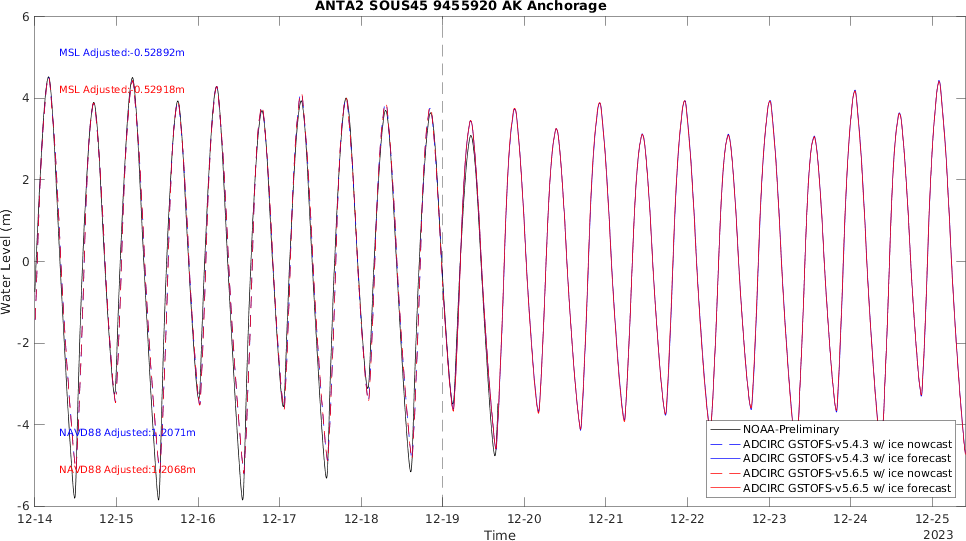 ANTA2 SOUS45 9455920 AK Anchorage
6
4
2
0
-2
-4
-6
Water Level (m)
MSL Adjusted:-0.52892m
MSL Adjusted:-0.52918m
NAVD88 Adjusted:1.2071m
NAVD88 Adjusted:1.2068m
NOAA-Preliminary
ADCIRC GSTOFS-v5.4.3 w/ ice nowcast
ADCIRC GSTOFS-v5.4.3 w/ ice forecast
ADCIRC GSTOFS-v5.6.5 w/ ice nowcast
ADCIRC GSTOFS-v5.6.5 w/ ice forecast
12-14 12-15 12-16 12-17 12-18 12-19 12-20 12-21 12-22 12-23 12-24 12-25
Time
2023